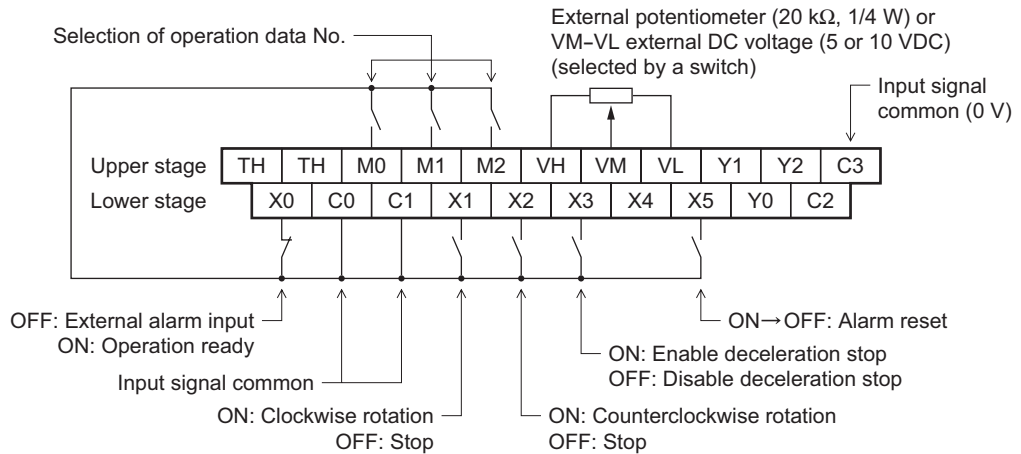 External potentiometer (20 kΩ, 1/4 W) or
VM–VL external DC voltage (5 or 10 VDC)
(selected by a switch)
Selection of operation data No.
Input signal
common (0 V)
Upper stage TH TH M0 M1 M2 VH VM VL Y1 Y2 C3
Lower stage X0 C0 C1 X1 X2 X3 X4 X5 Y0 C2
OFF: External alarm input
ON: Operation ready
ON→OFF: Alarm reset
ON: Enable deceleration stop
OFF: Disable deceleration stop
Input signal common
ON: Clockwise rotation
OFF: Stop
ON: Counterclockwise rotation
OFF: Stop